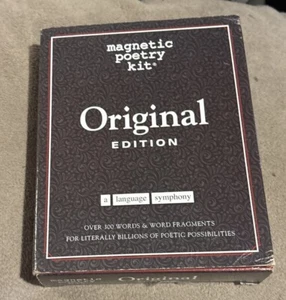 magnetic
poetry
kit®
Original
EDITION
a language symphony
OVER 300 WORDS & WORD FRAGMENTS
FOR LITERALLY BILLIONS OF POETIC POSSIBILITIES
Original